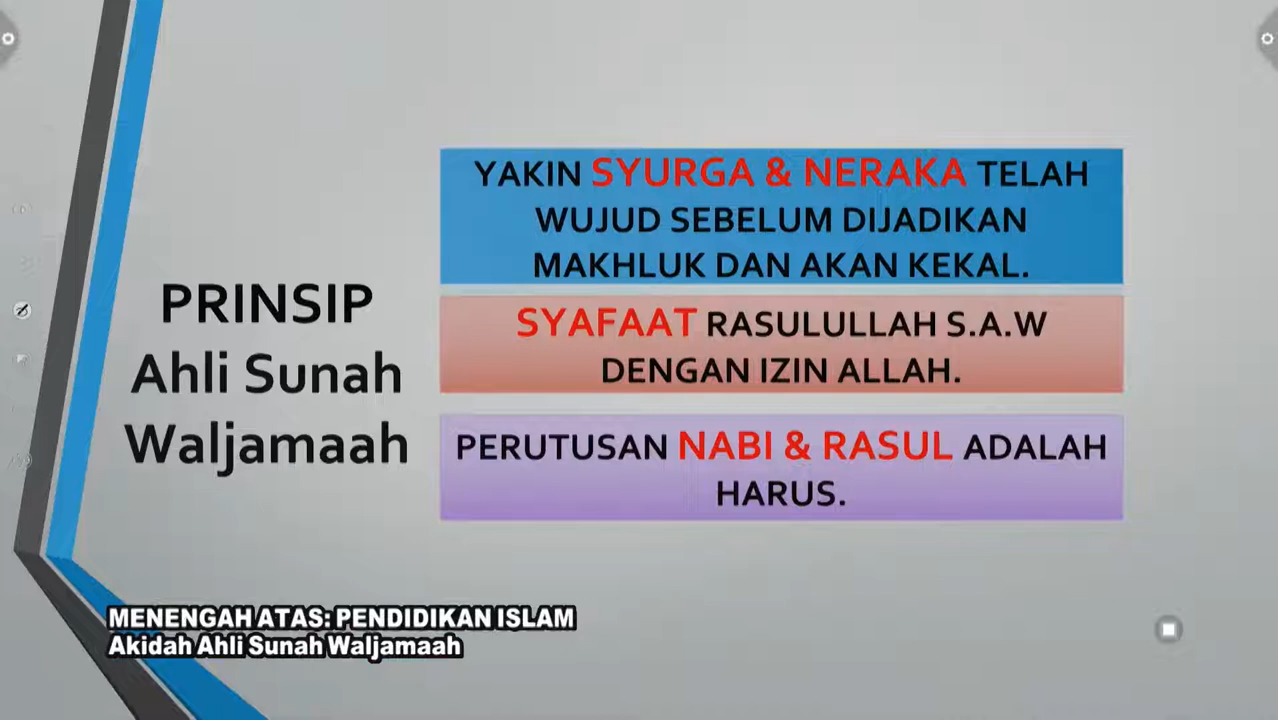 PRINSIP
Ahli Sunah
Waljamaah
YAKIN SYURGA & NERAKA TELAH
WUJUD SEBELUM DIJADIKAN
MAKHLUK DAN AKAN KEKAL.
SYAFAAT RASULULLAH S.A.W
DENGAN IZIN ALLAH.
PERUTUSAN NABI & RASUL ADALAH
HARUS.
MENENGAH ATAS: PENDIDIKAN ISLAM
Akidah Ahli Sunah Waljamaah